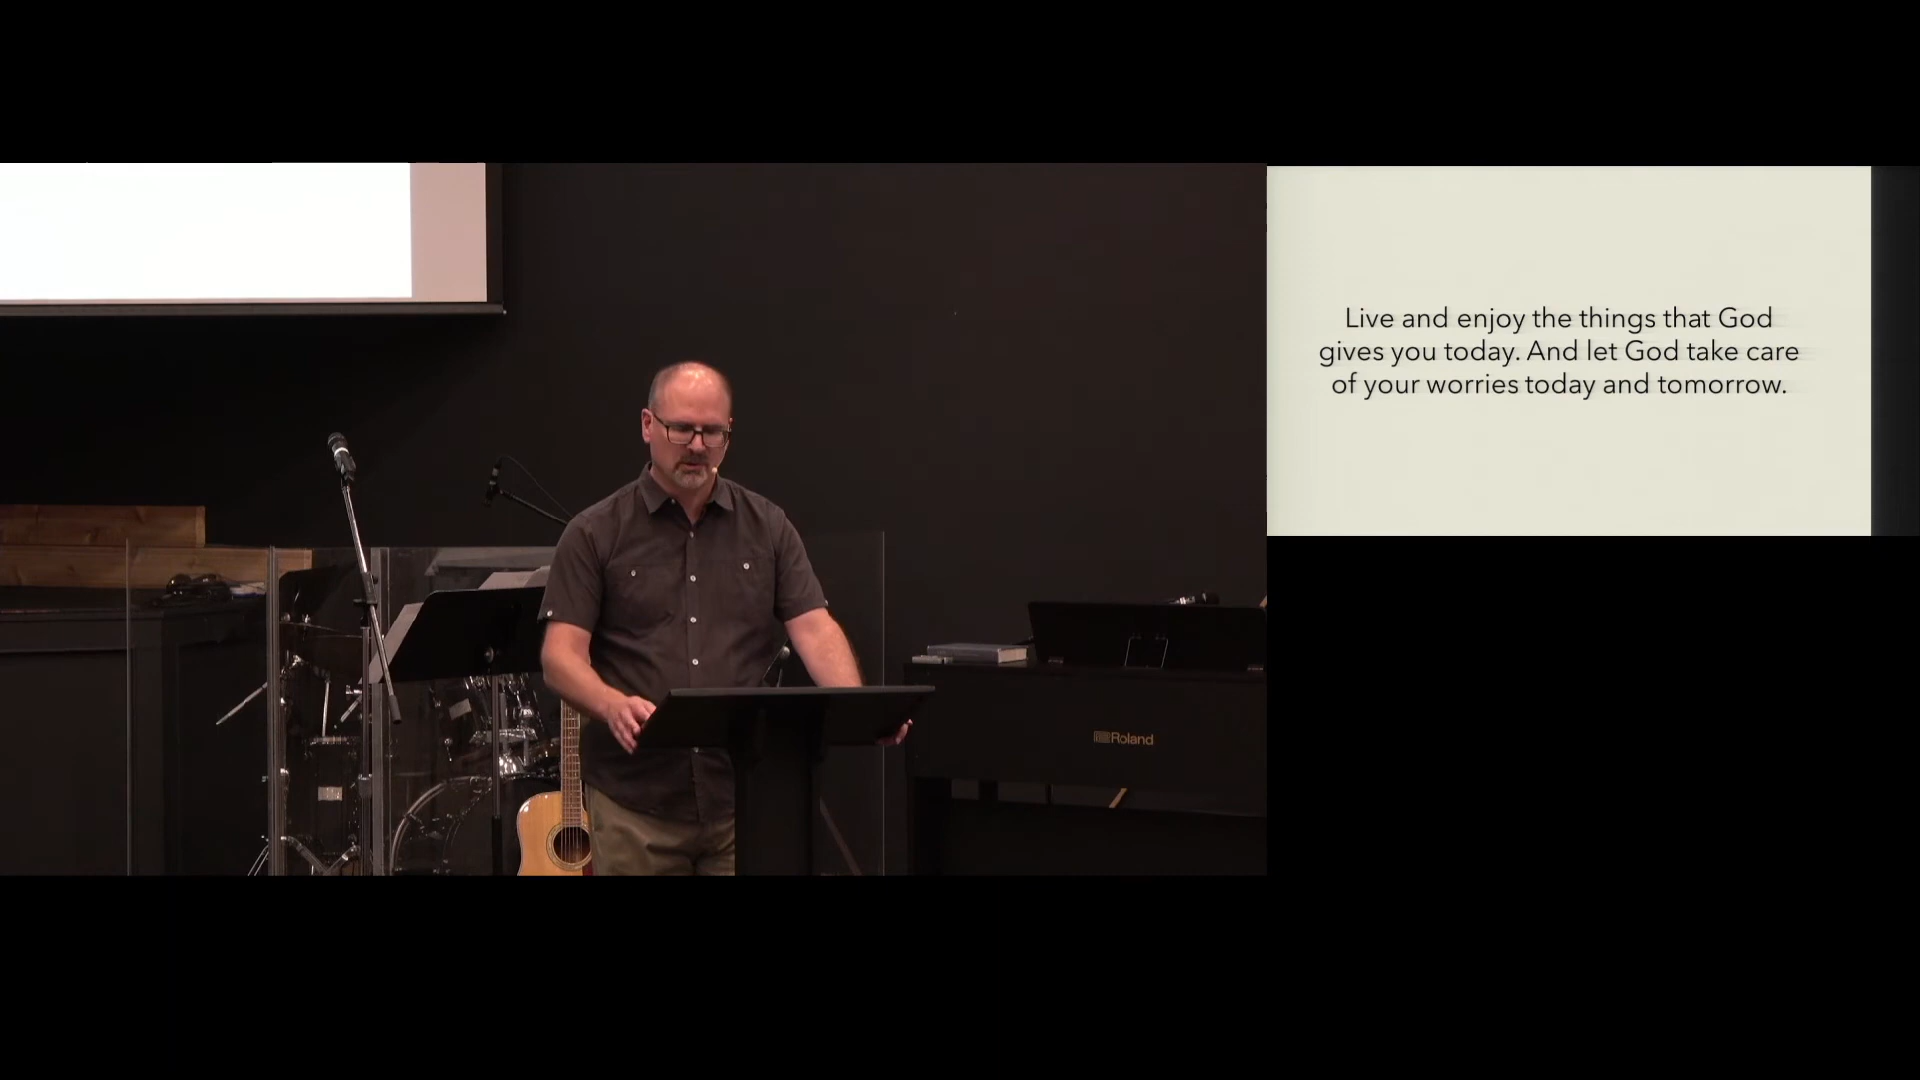 Live and enjoy the things that God
gives you today. And let God take care
of your worries today and tomorrow.
Roland